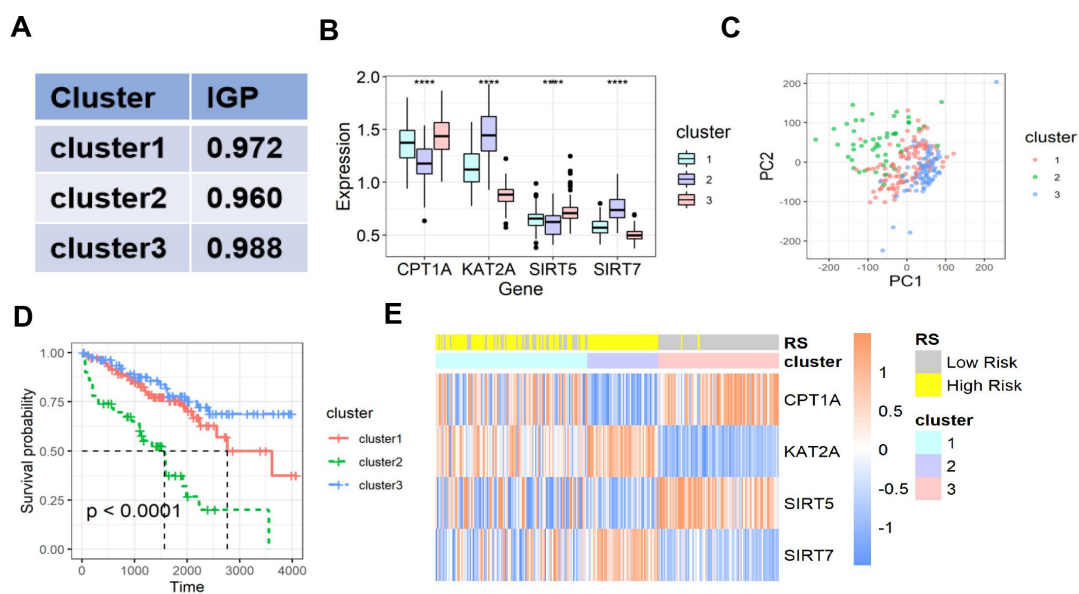 A
Cluster IGP
cluster1 0.972
cluster2 0.960
cluster3 0.988
B
Expression
2.0
1.5
1.0
0.5
**** **** **** ****
CPT1A KAT2A SIRT5 SIRT7
Gene
cluster
1
2
3
C
PC2
200
100
0
-100
-200
-200 -100 0 100 200
PC1
cluster
1
2
3
D
Survival probability
1.00
0.75
0.50
0.25
0.00
p < 0.0001
0 1000 2000 3000 4000
Time
cluster
cluster1
cluster2
cluster3
E
RS
cluster
CPT1A
KAT2A
SIRT5
SIRT7
1
0.5
0
-0.5
-1
RS
Low Risk
High Risk
cluster
1
2
3